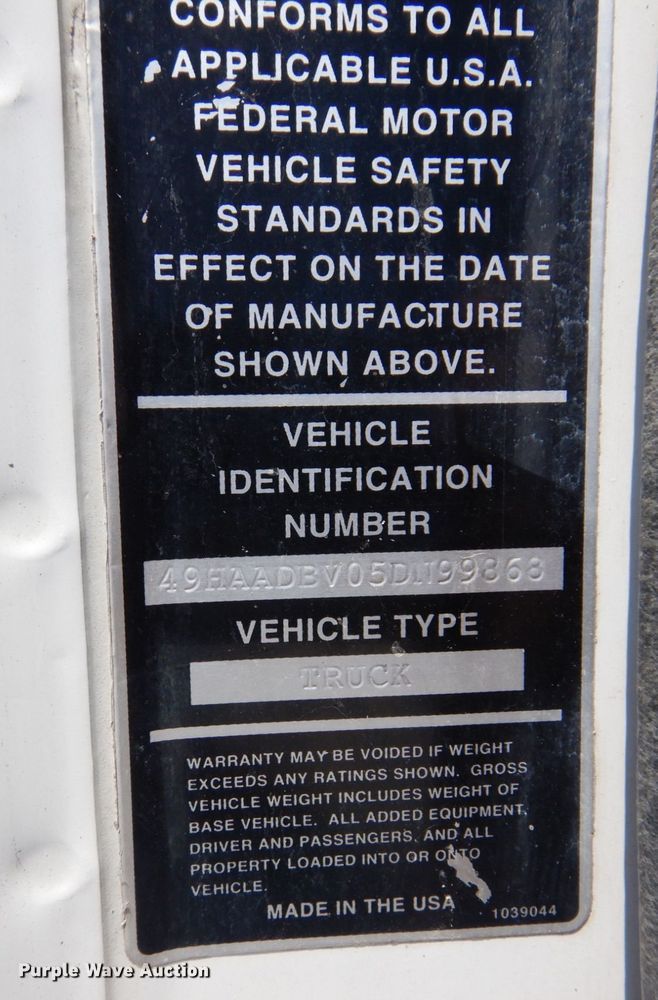 CONFORMS TO ALL
APPLICABLE U.S.A.
FEDERAL MOTOR
VEHICLE SAFETY
STANDARDS IN
EFFECT ON THE DATE
OF MANUFACTURE
SHOWN ABOVE.
VEHICLE
IDENTIFICATION
NUMBER
49HAADBV05DN99868
VEHICLE TYPE
TRUCK
WARRANTY MAY BE VOIDED IF WEIGHT
EXCEEDS ANY RATINGS SHOWN. GROSS
VEHICLE WEIGHT INCLUDES WEIGHT OF
BASE VEHICLE. ALL ADDED EQUIPMENT,
DRIVER AND PASSENGERS, AND ALL
PROPERTY LOADED INTO OR ONTO
VEHICLE.
MADE IN THE USA
1039044
Purple Wave Auction